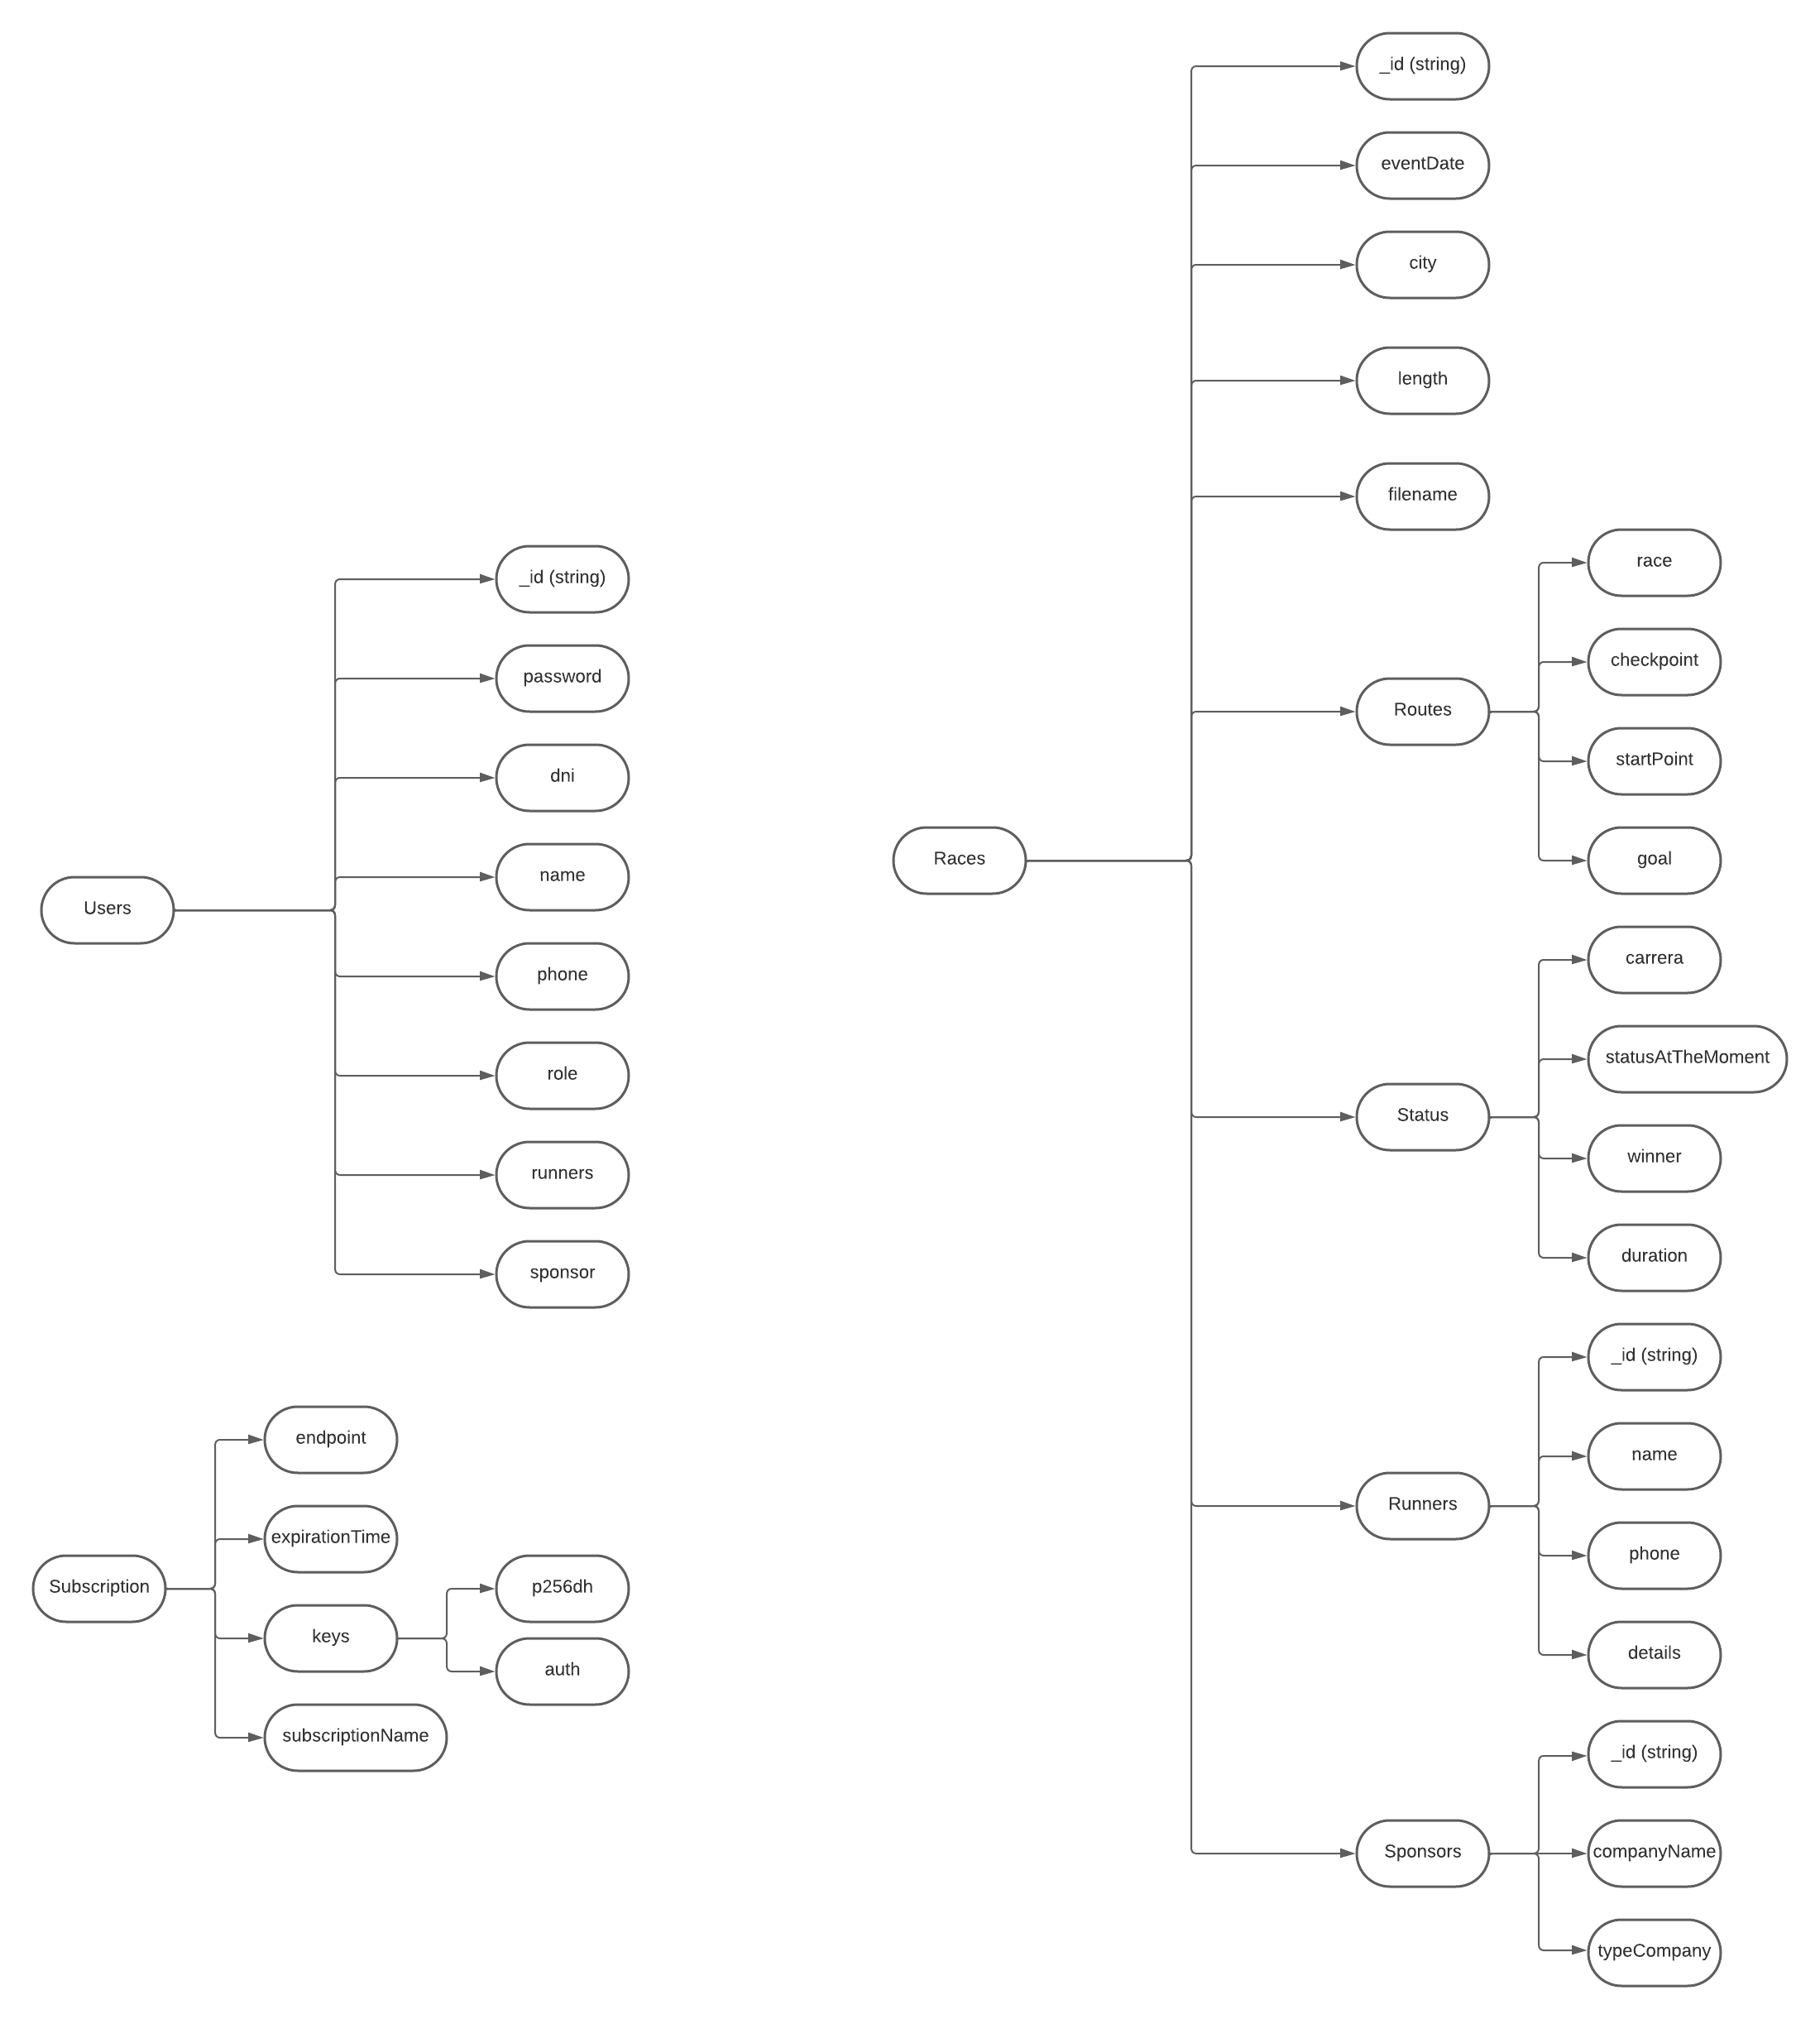 Users
_id (string)
password
dni
name
phone
role
runners
sponsor
Subscription
endpoint
expirationTime
keys
p256dh
auth
subscriptionName
Races
_id (string)
eventDate
city
length
filename
Routes
race
checkpoint
startPoint
goal
Status
carrera
statusAtTheMoment
winner
duration
Runners
_id (string)
name
phone
details
Sponsors
_id (string)
companyName
typeCompany